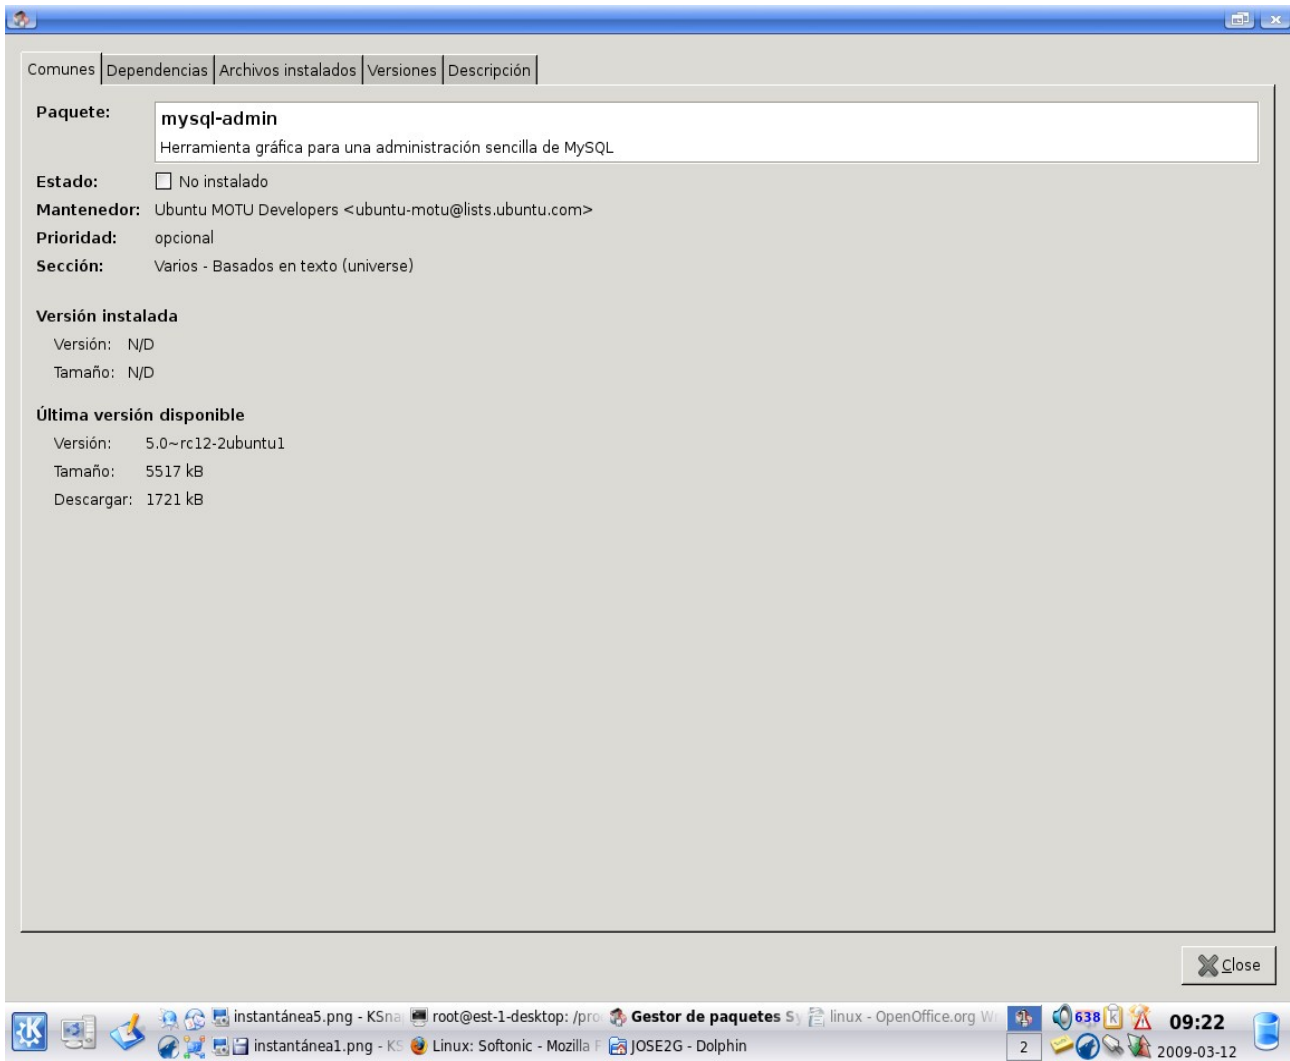 Comunes Dependencias Archivos instalados Versiones Descripción
Paquete: mysql-admin
Herramienta gráfica para una administración sencilla de MySQL
Estado: No instalado
Mantenedor: Ubuntu MOTU Developers <ubuntu-motu@lists.ubuntu.com>
Prioridad: opcional
Sección: Varios - Basados en texto (universe)
Versión instalada
Versión: N/D
Tamaño: N/D
Última versión disponible
Versión: 5.0~rc12-2ubuntu1
Tamaño: 5517 kB
Descargar: 1721 kB
Close
instantánea5.png - KSna root@est-1-desktop: /pro Gestor de paquetes Sy linux - OpenOffice.org W 638 09:22
instantánea1.png - KS Linux: Softonic - Mozilla F JOSE2G - Dolphin 2 2009-03-12